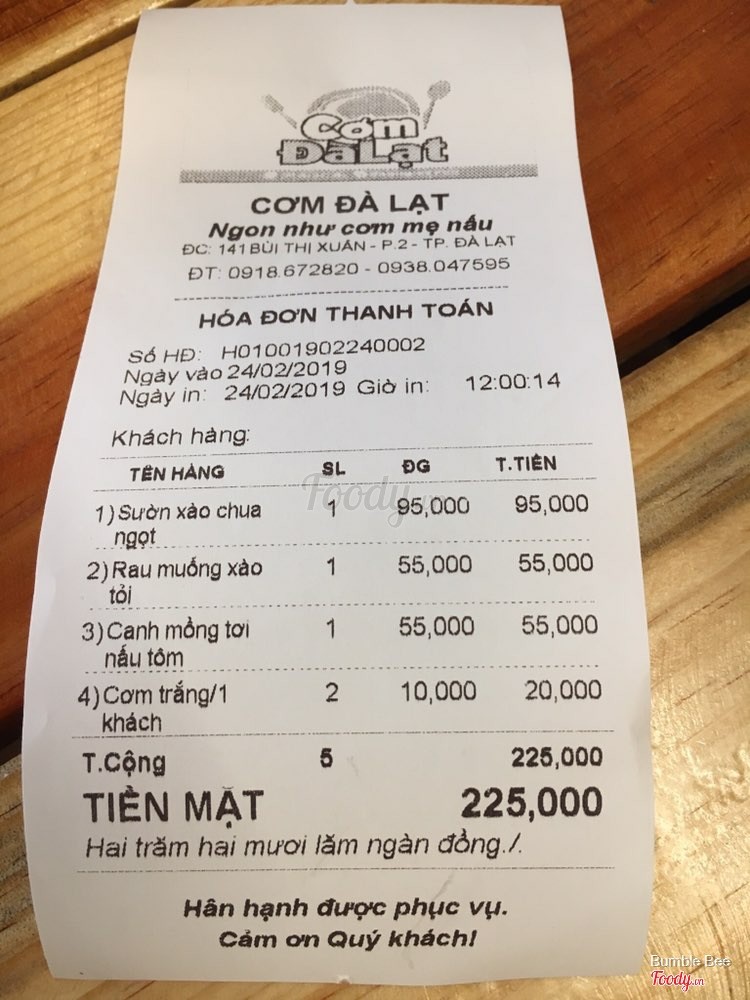 Cơm
Đà Lạt
CƠM ĐÀ LẠT
Ngon như cơm mẹ nấu
ĐC: 141 BÙI THỊ XUÂN - P.2 - TP. ĐÀ LẠT
ĐT: 0918.672820 - 0938.047595
HÓA ĐƠN THANH TOÁN
Số HĐ: H01001902240002
Ngày vào 24/02/2019
Ngày in: 24/02/2019 Giờ in: 12:00:14
Khách hàng:
TÊN HÀNG SL ĐG T.TIỀN
Foody.vn
1) Sườn xào chua 1 95,000 95,000
ngọt
2) Rau muống xào 1 55,000 55,000
tỏi
3) Canh mồng tơi 1 55,000 55,000
nấu tôm
4) Cơm trắng/1 2 10,000 20,000
khách
T.Cộng 5 225,000
TIỀN MẶT 225,000
Hai trăm hai mươi lăm ngàn đồng./.
Hân hạnh được phục vụ.
Cảm ơn Quý khách!
Bumble Bee
Foody.vn